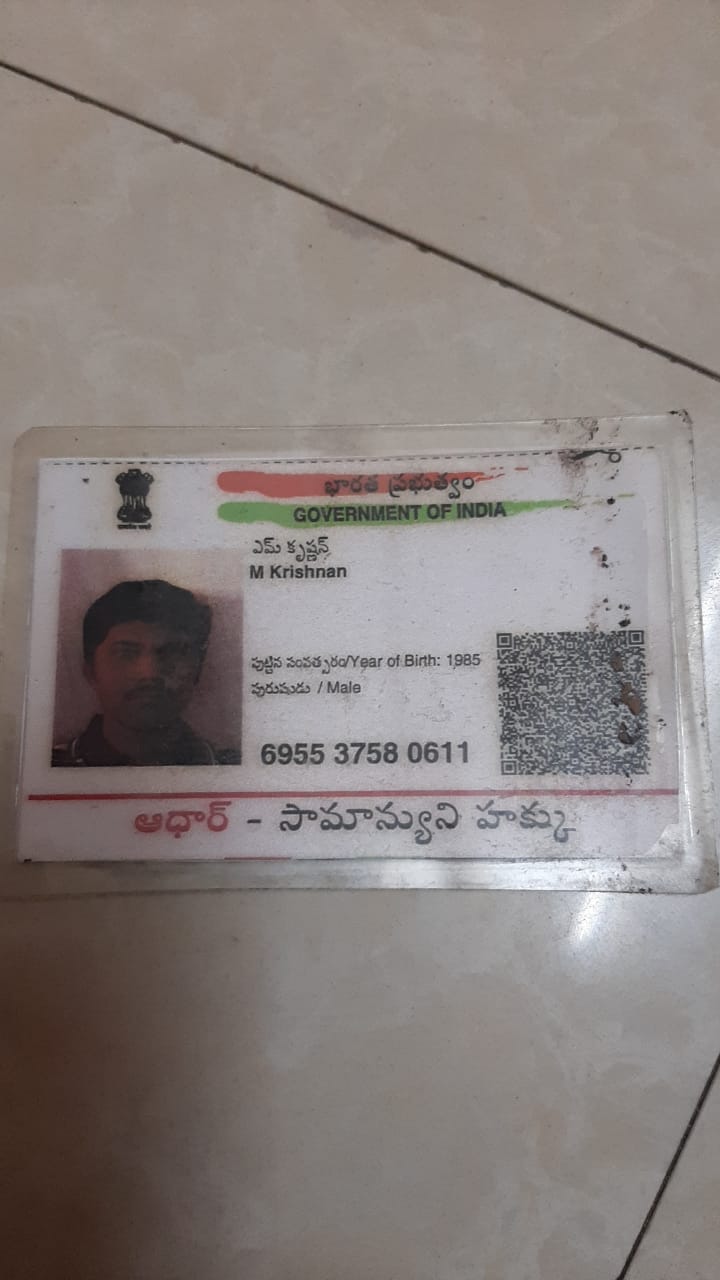 భారత ప్రభుత్వం
GOVERNMENT OF INDIA
ఎమ్ కృష్ణన్
M Krishnan
పుట్టిన సంవత్సరం/Year of Birth: 1985
పురుషుడు / Male
6955 3758 0611
ఆధార్ - సామాన్యుని హక్కు